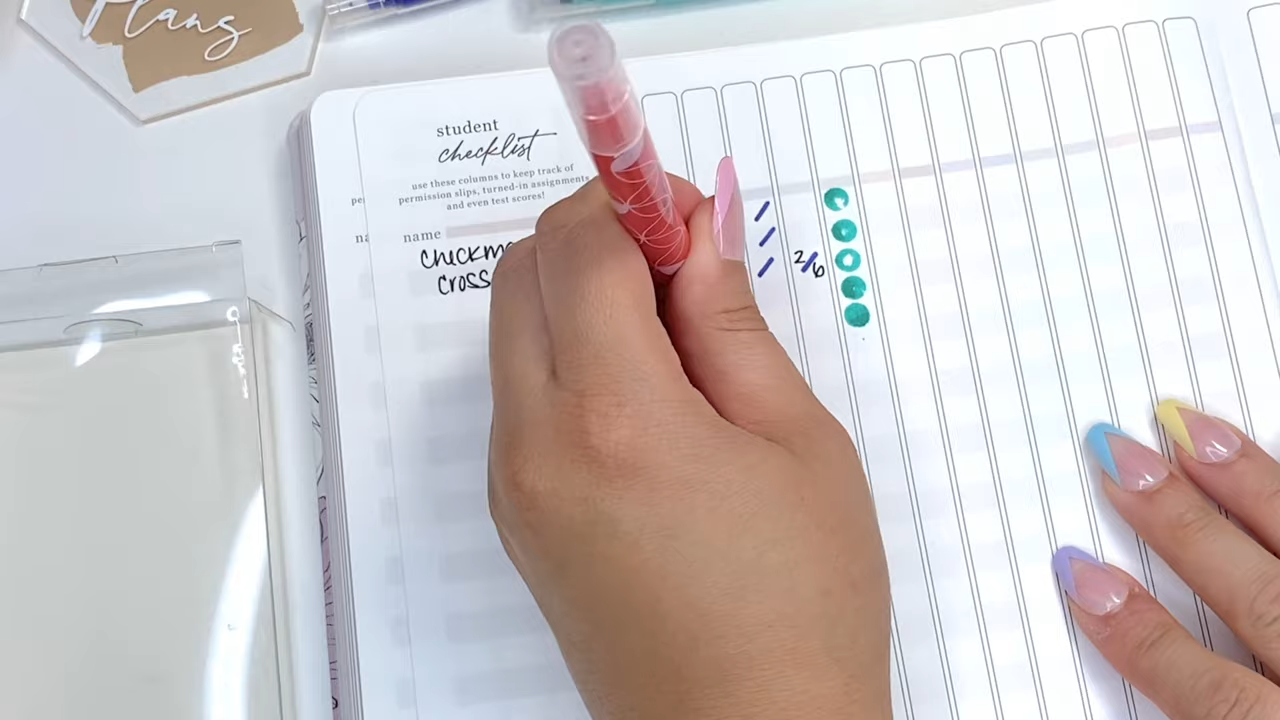 Plans
student
checklist
use these columns to keep track of
permission slips, turned-in assignments
and even test scores!
name
cross
2/6